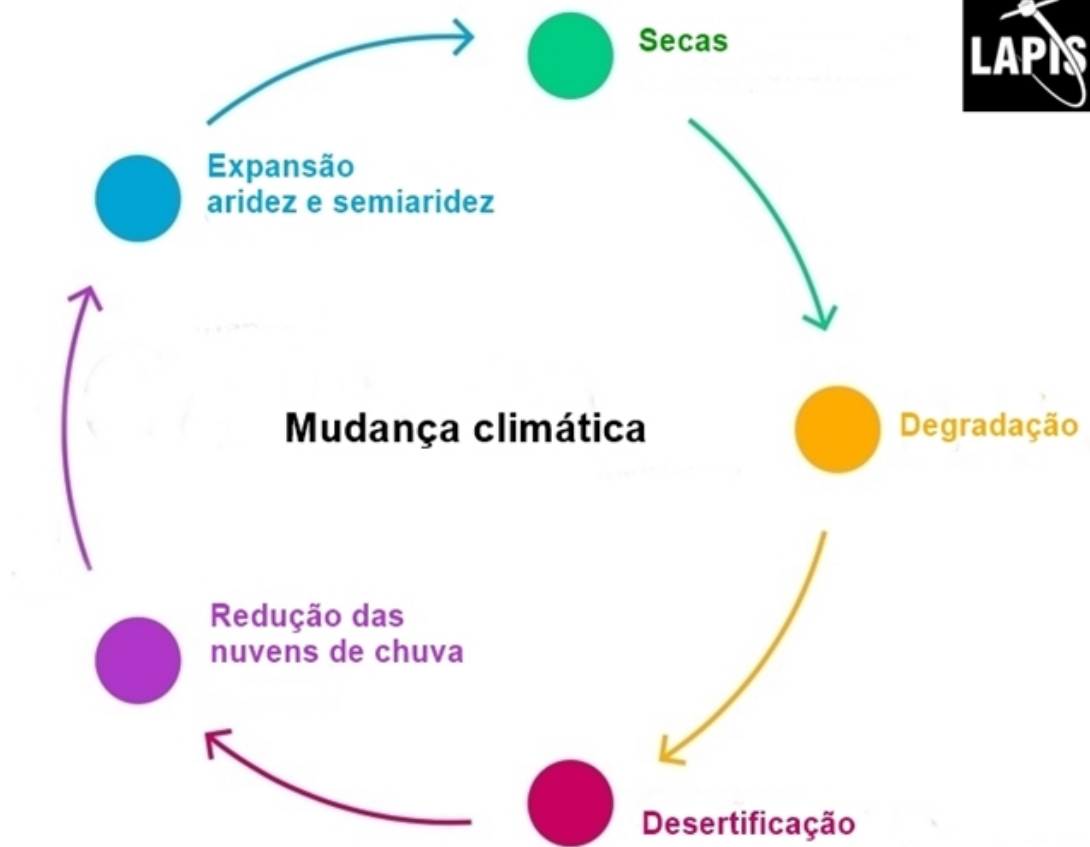 Secas
LAPIS
Expansão
aridez e semiaridez
Mudança climática
Degradação
Redução das
nuvens de chuva
Desertificação